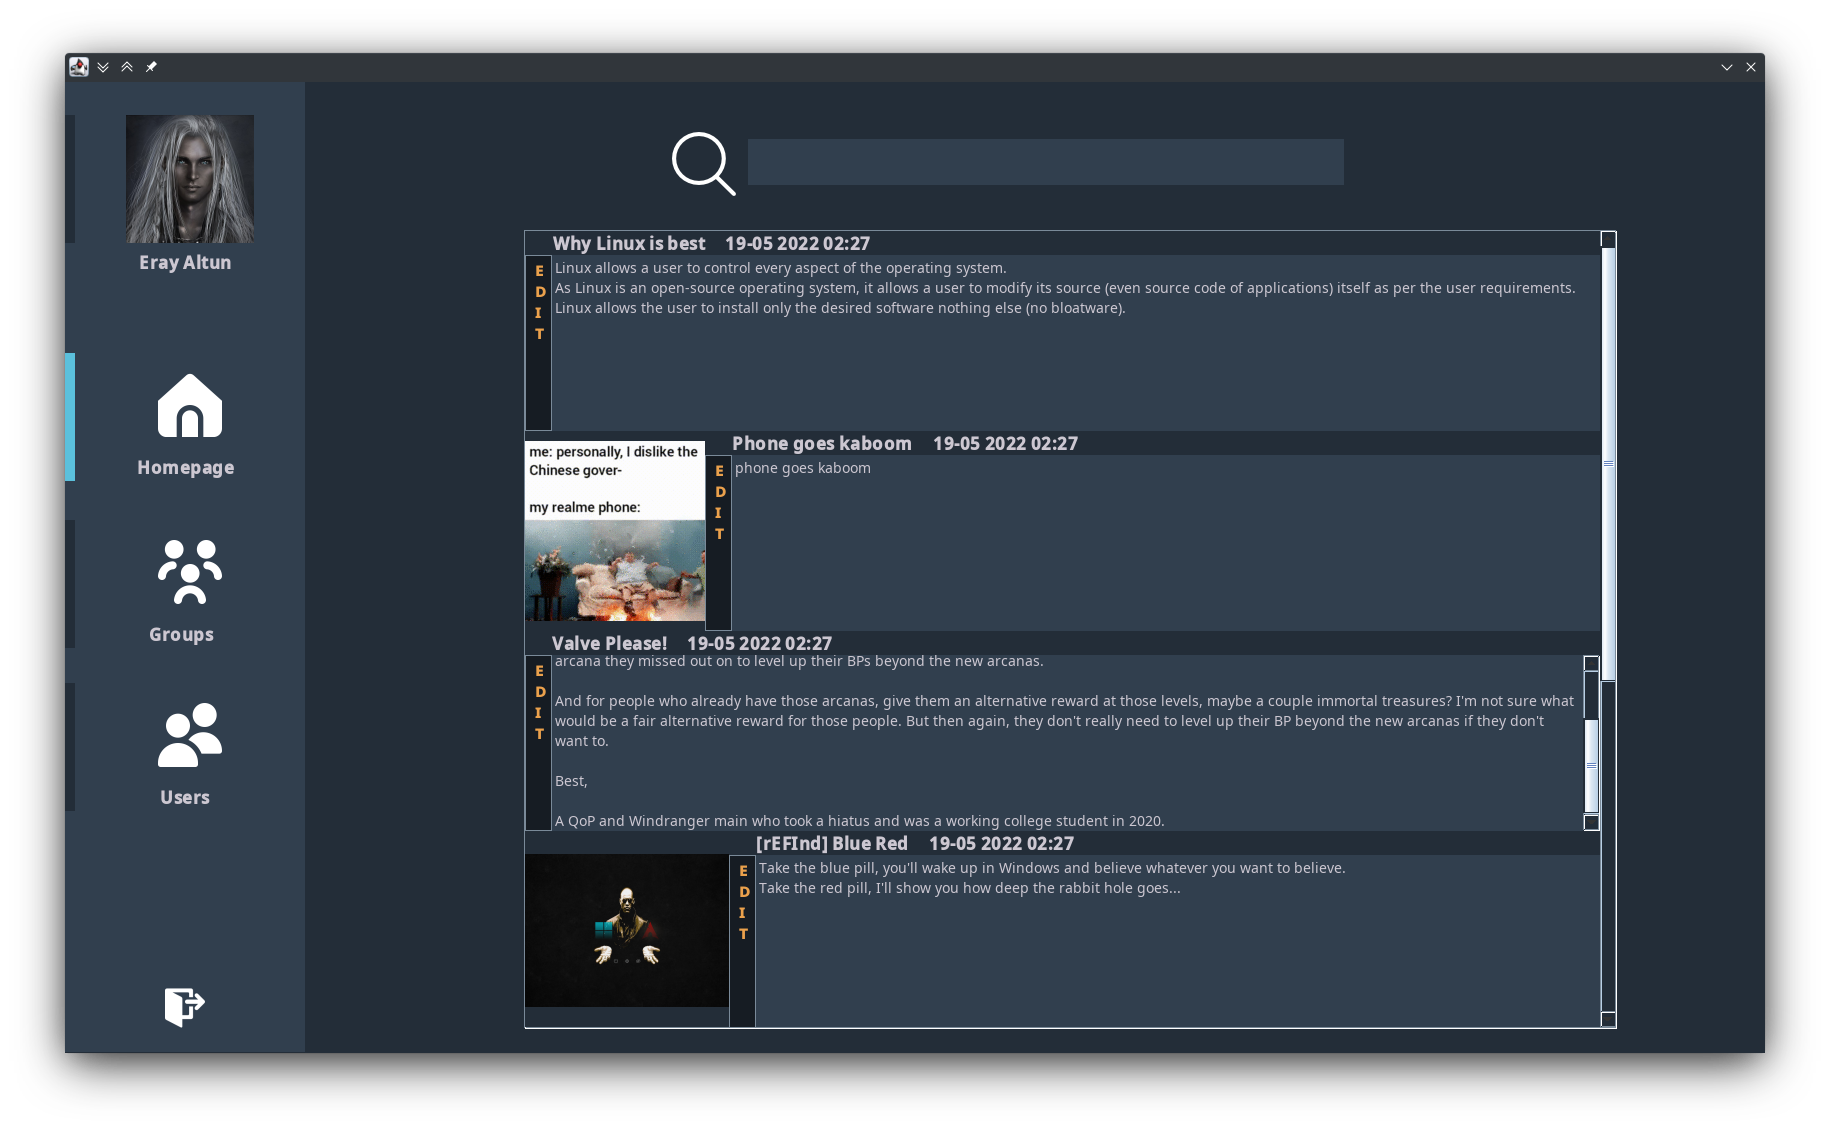 Eray Altun
Homepage
Groups
Users
Why Linux is best 19-05 2022 02:27
E
D
I
T
Linux allows a user to control every aspect of the operating system.
As Linux is an open-source operating system, it allows a user to modify its source (even source code of applications) itself as per the user requirements.
Linux allows the user to install only the desired software nothing else (no bloatware).
Phone goes kaboom 19-05 2022 02:27
me: personally, I dislike the
Chinese gover-
my realme phone:
E
D
I
T
phone goes kaboom
Valve Please! 19-05 2022 02:27
E
D
I
T
arcana they missed out on to level up their BPs beyond the new arcanas.
And for people who already have those arcanas, give them an alternative reward at those levels, maybe a couple immortal treasures? I'm not sure what
would be a fair alternative reward for those people. But then again, they don't really need to level up their BP beyond the new arcanas if they don't
want to.
Best,
A QoP and Windranger main who took a hiatus and was a working college student in 2020.
[rEFInd] Blue Red 19-05 2022 02:27
E
D
I
T
Take the blue pill, you'll wake up in Windows and believe whatever you want to believe.
Take the red pill, I'll show you how deep the rabbit hole goes...